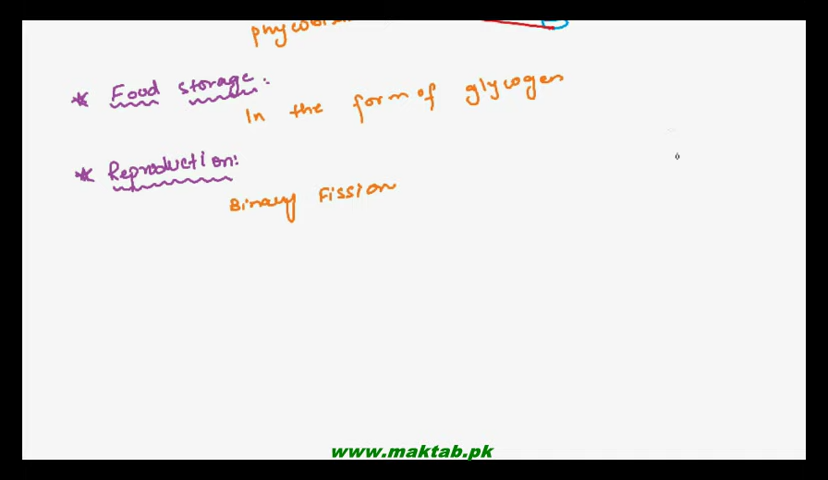 * Food storage:
In the form of glycogen
* Reproduction:
Binary Fission
www.maktab.pk